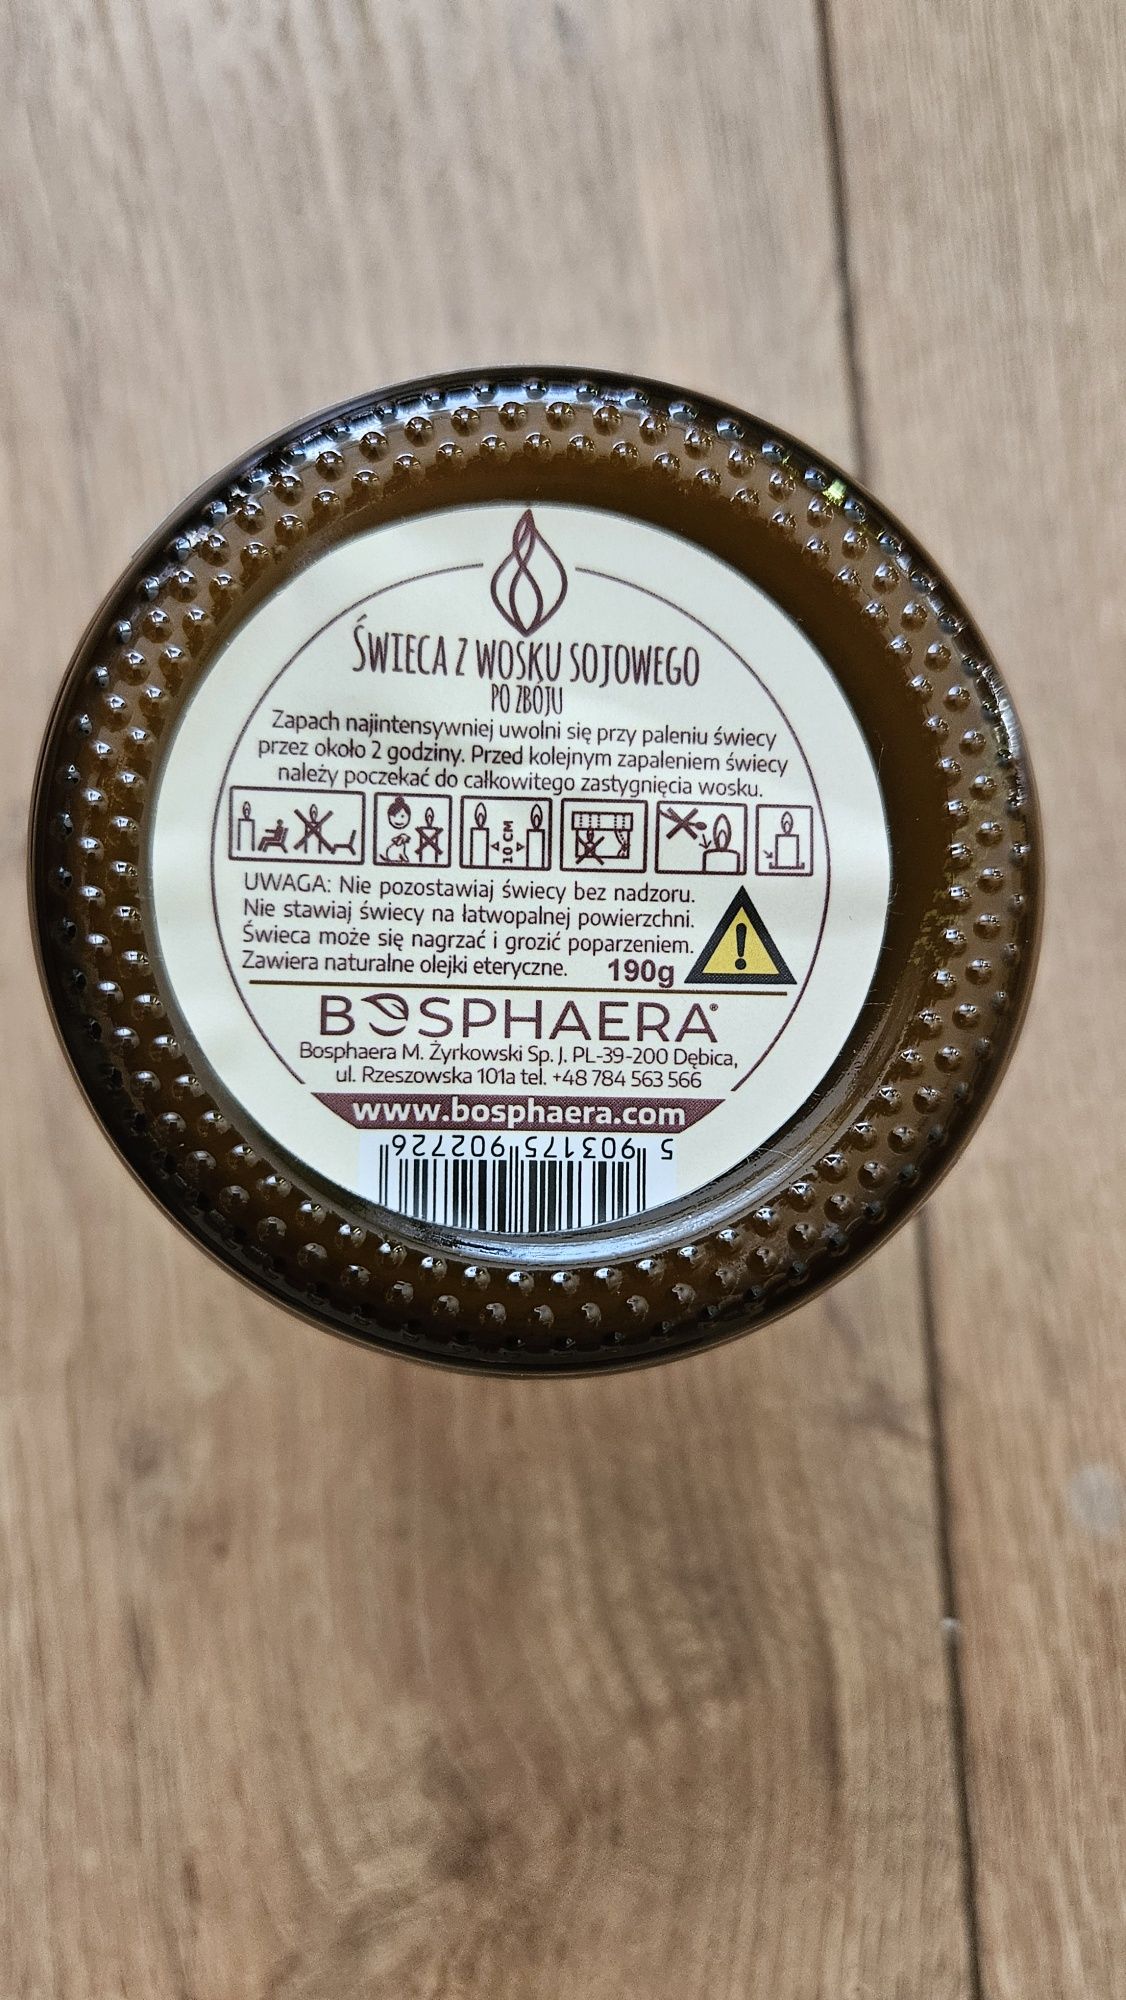 ŚWIECA Z WOSKU SOJOWEGO
PO ZBÓJU
Zapach najintensywniej uwolni się przy paleniu świecy
przez około 2 godziny. Przed kolejnym zapaleniem świecy
należy poczekać do całkowitego zastygnięcia wosku.
10 CM
UWAGA: Nie pozostawiaj świecy bez nadzoru.
Nie stawiaj świecy na łatwopalnej powierzchni.
Świeca może się nagrzać i grozić poparzeniem.
Zawiera naturalne olejki eteryczne. 190g
BOSPHAERA®
Bosphaera M. Żyrkowski Sp. J. PL-39-200 Dębica,
ul. Rzeszowska 101a tel. +48 784 563 566
www.bosphaera.com
5 903175 902726